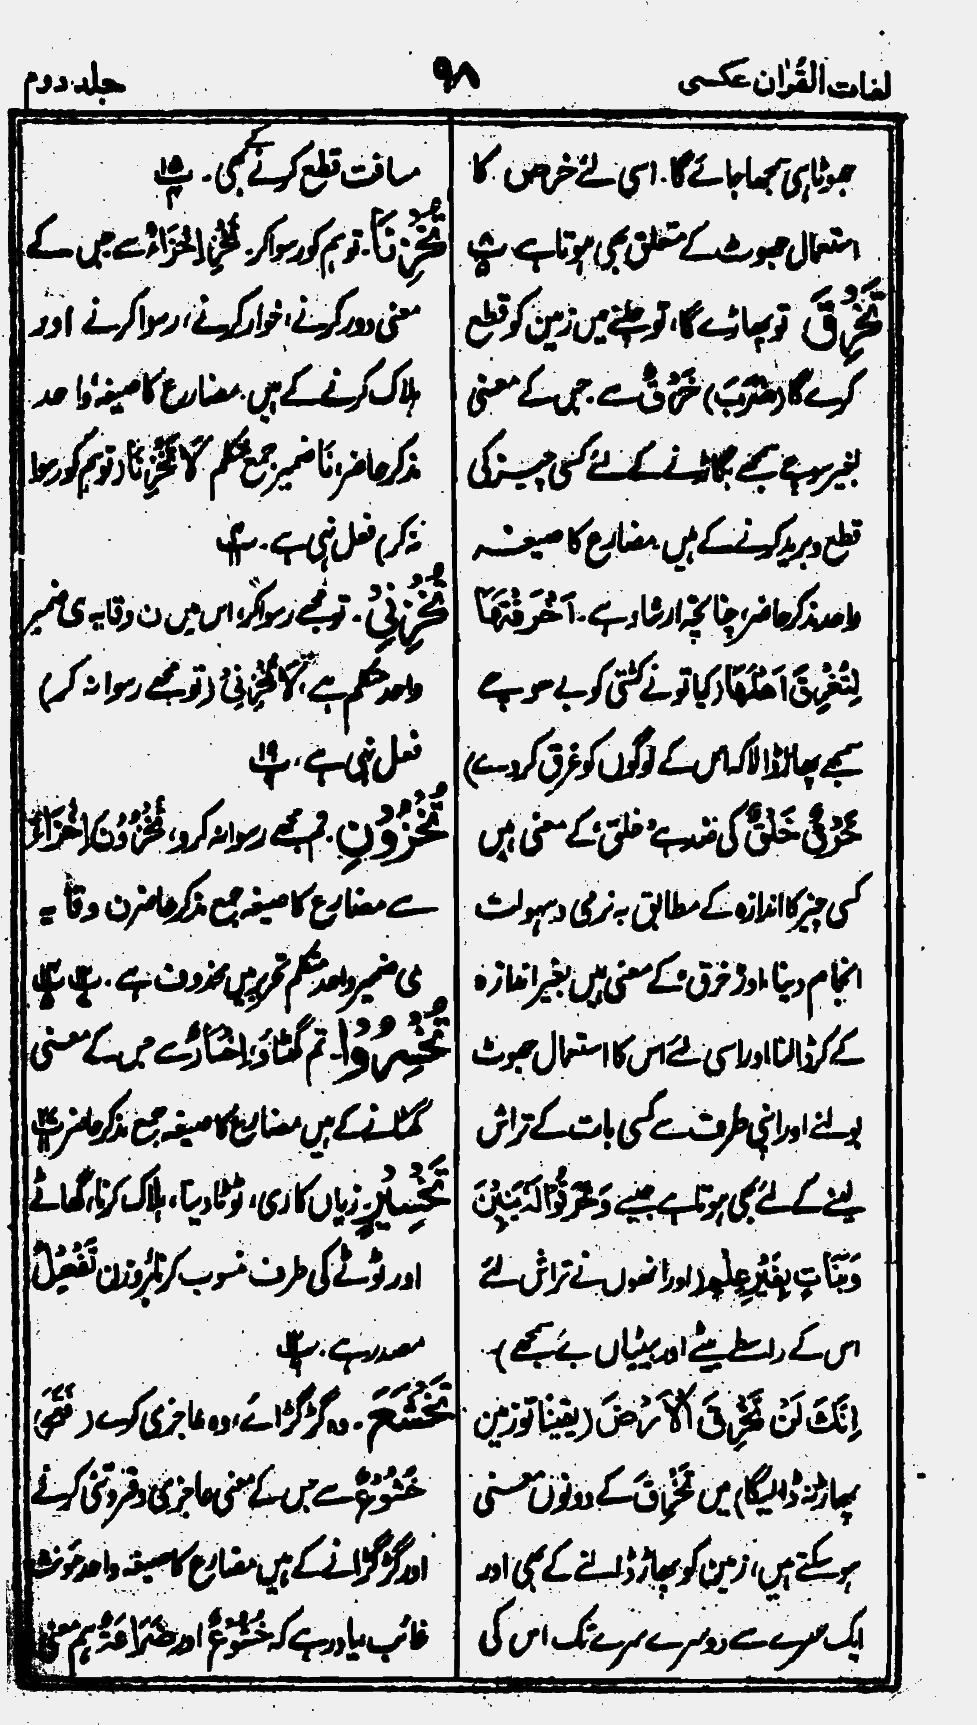 لغات القرآن عکسی
۹۸
جلد دوم
جھوٹا ہی سمجھا جائے گا۔ اسی لئے خرص کا
استعمال جھوٹ کے متعلق بھی ہوتا ہے
تَخْرِقَ تو پھاڑے گا، تو چلنے میں زمین کو قطع
کرے گا (ضَرَبَ) خَرْقٌ سے۔ جس کے معنی
بغیر سوچے سمجھے بگاڑنے کے لئے کسی چیز کی
قطع و برید کرنے کے ہیں۔ مضارع کا صیغہ
واحد مذکر حاضر، چنانچہ ارشاد ہے۔ اَخَرَقْتَهَا
لِتُغْرِقَ اَهْلَهَا (کیا تو نے کشتی کو بے سوچے
سمجھے پھاڑ ڈالا کہ اس کے لوگوں کو غرق کر دے)
خَرْقٌ خَلْقٌ کی ضد ہے خلق، کے معنی ہیں
کسی چیز کا اندازہ کے مطابق بہ نرمی و سہولت
انجام دینا، اور خرق، کے معنی ہیں بغیر اندازہ
کے کر ڈالنا اور اسی لئے اس کا استعمال جھوٹ
بولنے اور اپنی طرف سے کسی بات کے تراش
لینے کے لئے بھی ہوتا ہے جیسے وَخَرَقُوْا لَهٗ بَنِيْنَ
وَبَنَاتٍ بِغَيْرِ عِلْمٍ (اور انھوں نے تراش لئے
اس کے واسطے بیٹے اور بیٹیاں بے سمجھے)۔
اِنَّكَ لَنْ تَخْرِقَ الْاَرْضَ (یقیناً تو زمین
پھاڑ نہ ڈالیگا) میں تَخْرِقَ کے دونوں معنی
ہو سکتے ہیں، زمین کو پھاڑ ڈالنے کے بھی اور
ایک سرے سے دوسرے سرے تک اس کی
مسافت قطع کرنے کے بھی۔ پ۱۵
تُخْزِنَا۔ تو ہم کو رسوا کر۔ تُخْزِ اِخْزَاءٌ سے جس کے
معنی دور کرنے، خوار کرنے، رسوا کرنے اور
ہلاک کرنے کے ہیں۔ مضارع کا صیغہ واحد
مذکر حاضر، نَا ضمیر جمع متکلم لَا تُخْزِنَا (تو ہم کو رسوا
نہ کر) فعل نہی ہے۔
تُخْزِنِيْ۔ تو مجھے رسوا کر، اس میں ن وقایہ ی ضمیر
واحد متکلم ہے، لَا تُخْزِنِيْ (تو مجھے رسوا نہ کر)
فعل نہی ہے، پ۱۹
تُخْزُوْنِ۔ تم مجھے رسوا نہ کرو، تُخْزُوْنَ اِخْزَاءٌ
سے مضارع کا صیغہ جمع مذکر حاضر ن وقایہ
ی ضمیر واحد متکلم تحریر میں محذوف ہے۔
تُخْسِرُوْا۔ تم گھٹاؤ، اِخْسَارٌ سے جس کے معنی
گھٹانے کے ہیں مضارع کا صیغہ جمع مذکر حاضر
تَخْسِيْرٍ زیاں کاری، ٹوٹا دینا، ہلاک کرنا، گھاٹے
اور ٹوٹے کی طرف منسوب کرنا بروزن تَفْعِيْلٌ
مصدر ہے۔
تَخْشَعَ۔ وہ گڑگڑائے، وہ عاجزی کرے (فَتَحَ)
خُشُوْعٌ سے جس کے معنی عاجزی و فروتنی کرنے
اور گڑگڑانے کے ہیں مضارع کا صیغہ واحد مؤنث
غائب یاد رہے کہ خُشُوْعٌ اور ضَرَاعَةٌ ہم معنی